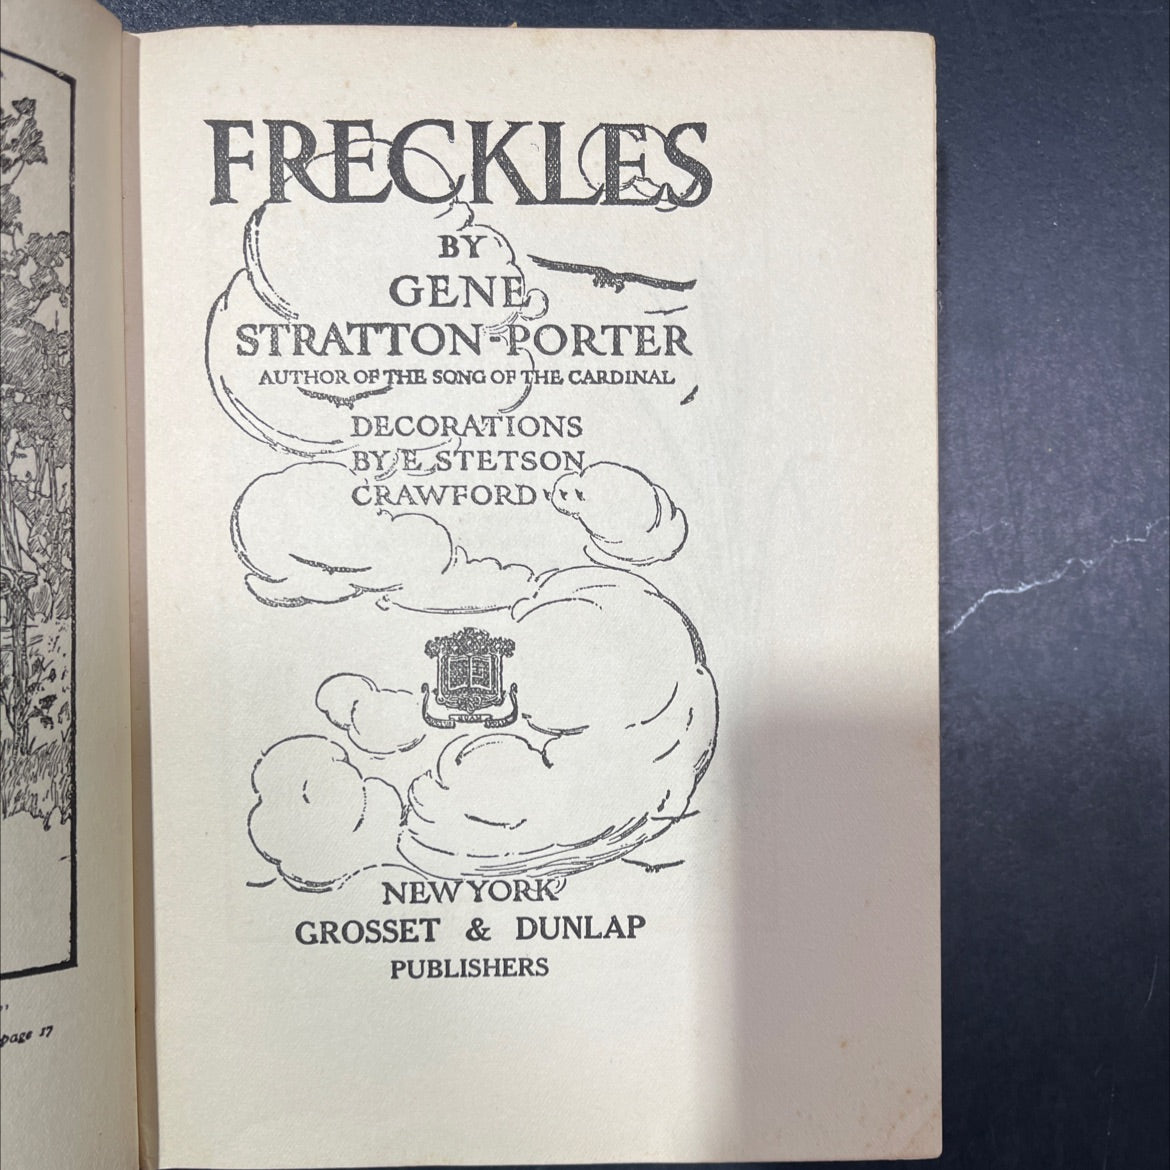 FRECKLES
BY
GENE
STRATTON-PORTER
AUTHOR OF THE SONG OF THE CARDINAL
DECORATIONS
BY E STETSON
CRAWFORD
NEW YORK
GROSSET & DUNLAP
PUBLISHERS
page 17